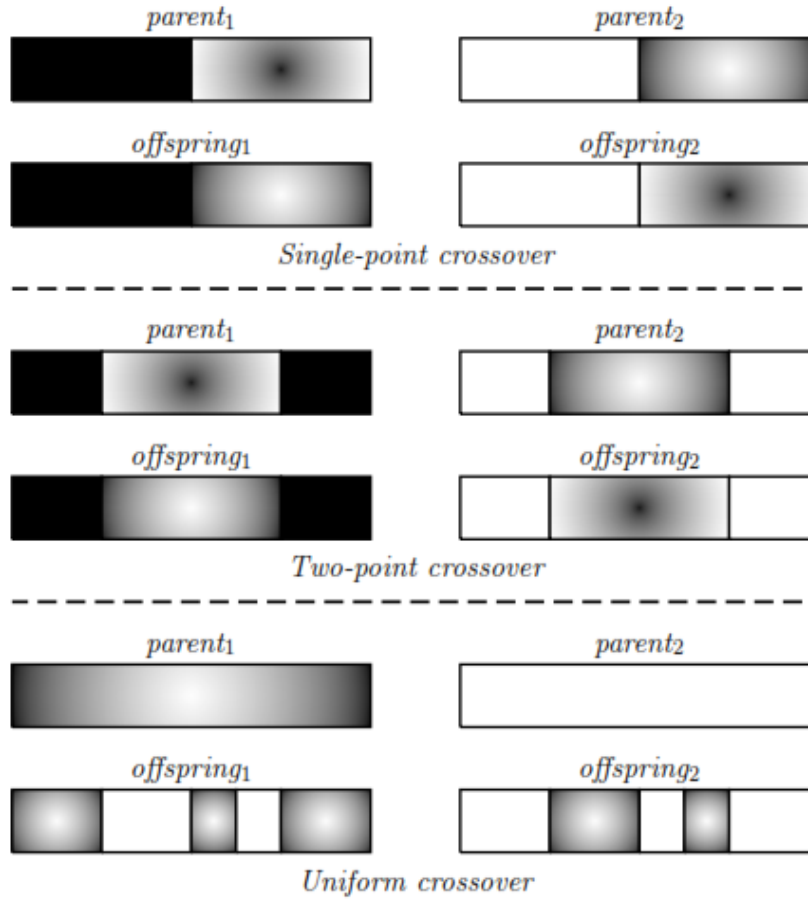 parent₁ parent₂
offspring₁ offspring₂
Single-point crossover
parent₁ parent₂
offspring₁ offspring₂
Two-point crossover
parent₁ parent₂
offspring₁ offspring₂
Uniform crossover